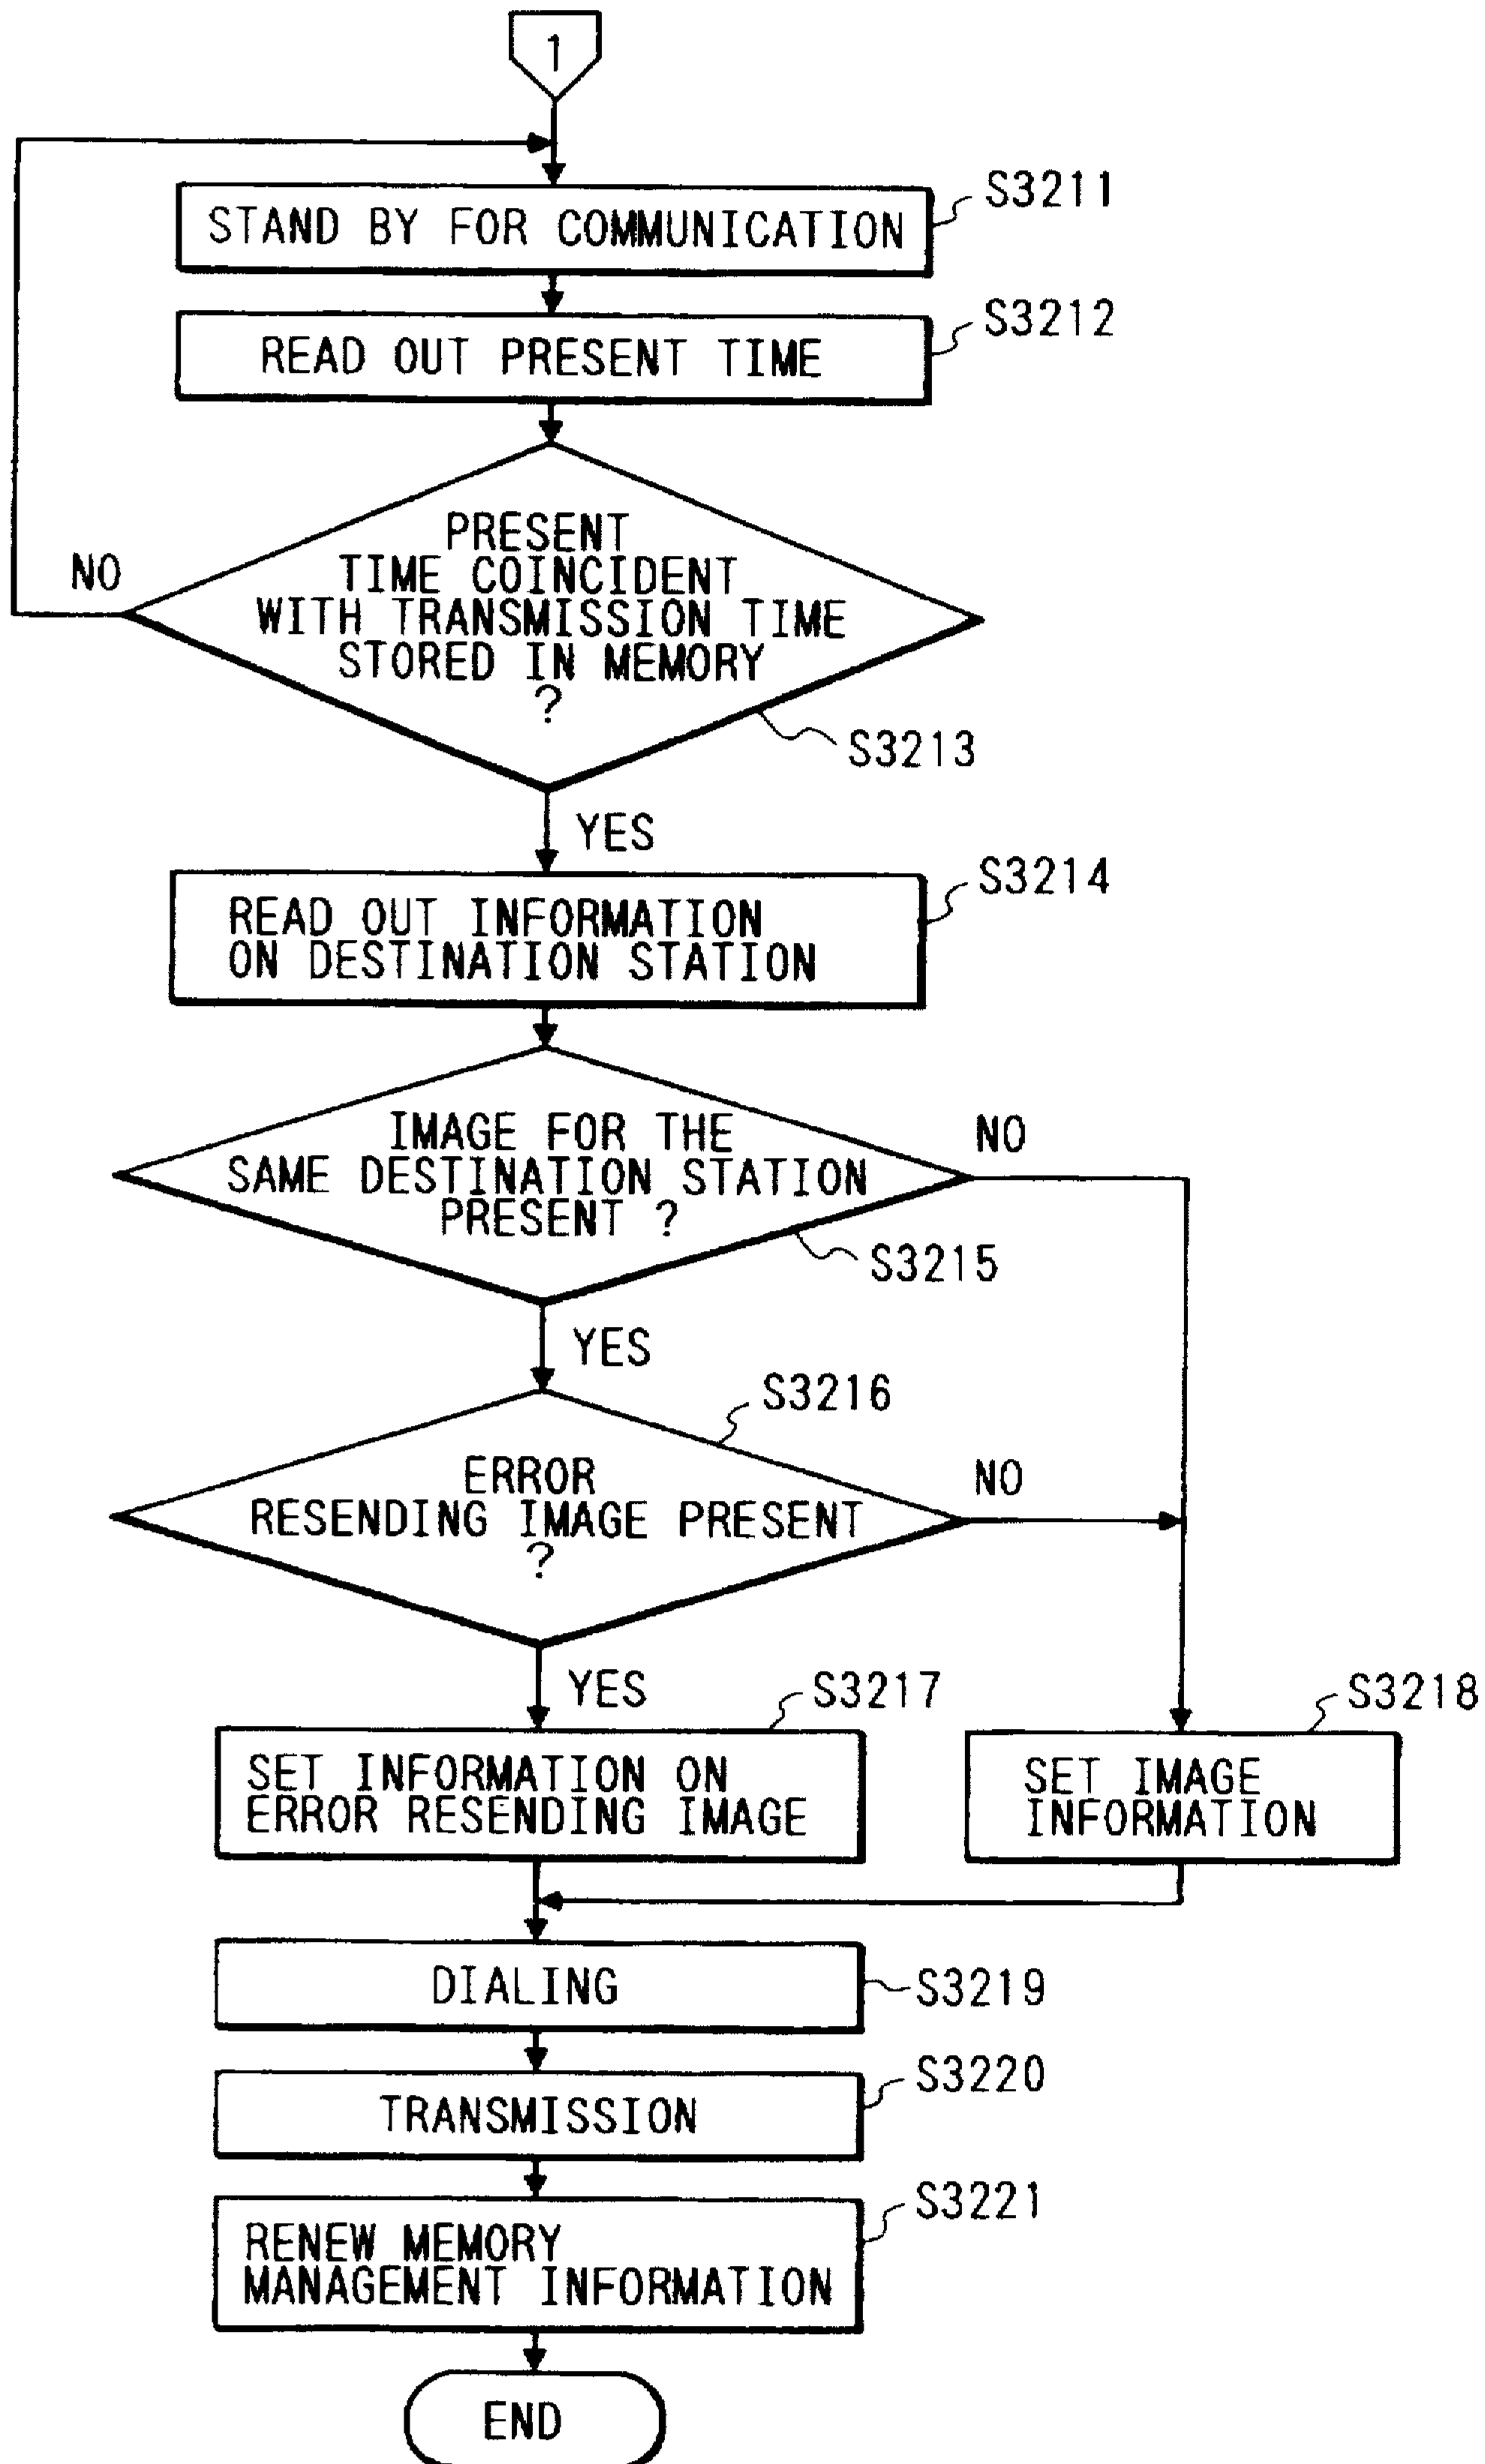 1
STAND BY FOR COMMUNICATION
S3211
READ OUT PRESENT TIME
S3212
PRESENT
TIME COINCIDENT
WITH TRANSMISSION TIME
STORED IN MEMORY
?
NO
S3213
YES
READ OUT INFORMATION
ON DESTINATION STATION
S3214
IMAGE FOR THE
SAME DESTINATION STATION
PRESENT ?
NO
S3215
YES
S3216
ERROR
RESENDING IMAGE PRESENT
?
NO
YES
S3217
SET INFORMATION ON
ERROR RESENDING IMAGE
S3218
SET IMAGE
INFORMATION
DIALING
S3219
TRANSMISSION
S3220
RENEW MEMORY
MANAGEMENT INFORMATION
S3221
END